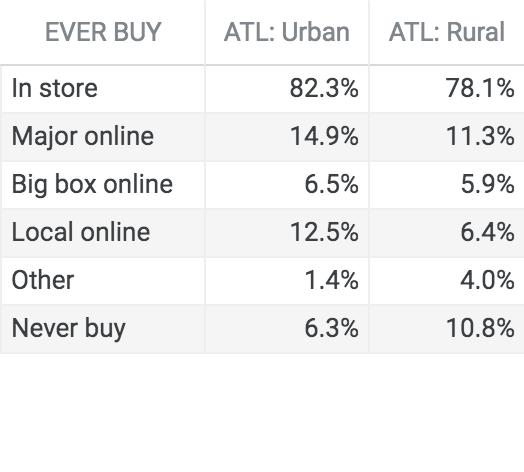 EVER BUY ATL: Urban ATL: Rural
In store 82.3% 78.1%
Major online 14.9% 11.3%
Big box online 6.5% 5.9%
Local online 12.5% 6.4%
Other 1.4% 4.0%
Never buy 6.3% 10.8%